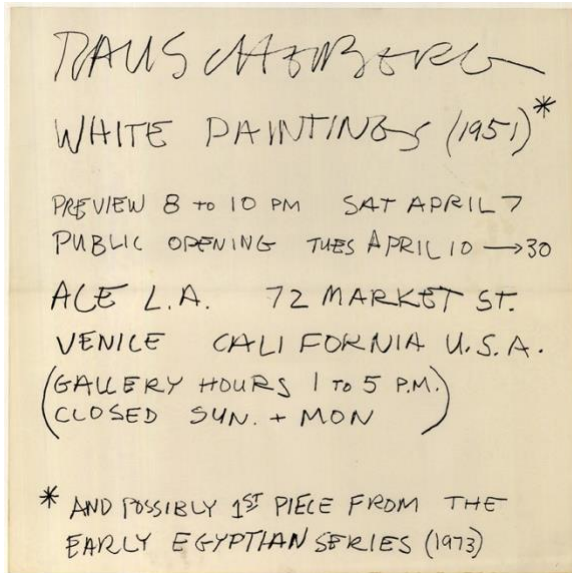 RAUSCHENBERG
WHITE PAINTINGS (1951)*
PREVIEW 8 TO 10 PM SAT APRIL 7
PUBLIC OPENING TUES APRIL 10 → 30
ACE L.A. 72 MARKET ST.
VENICE CALIFORNIA U.S.A.
(GALLERY HOURS 1 TO 5 P.M.
CLOSED SUN. + MON)
* AND POSSIBLY 1ST PIECE FROM THE
EARLY EGYPTIAN SERIES (1973)